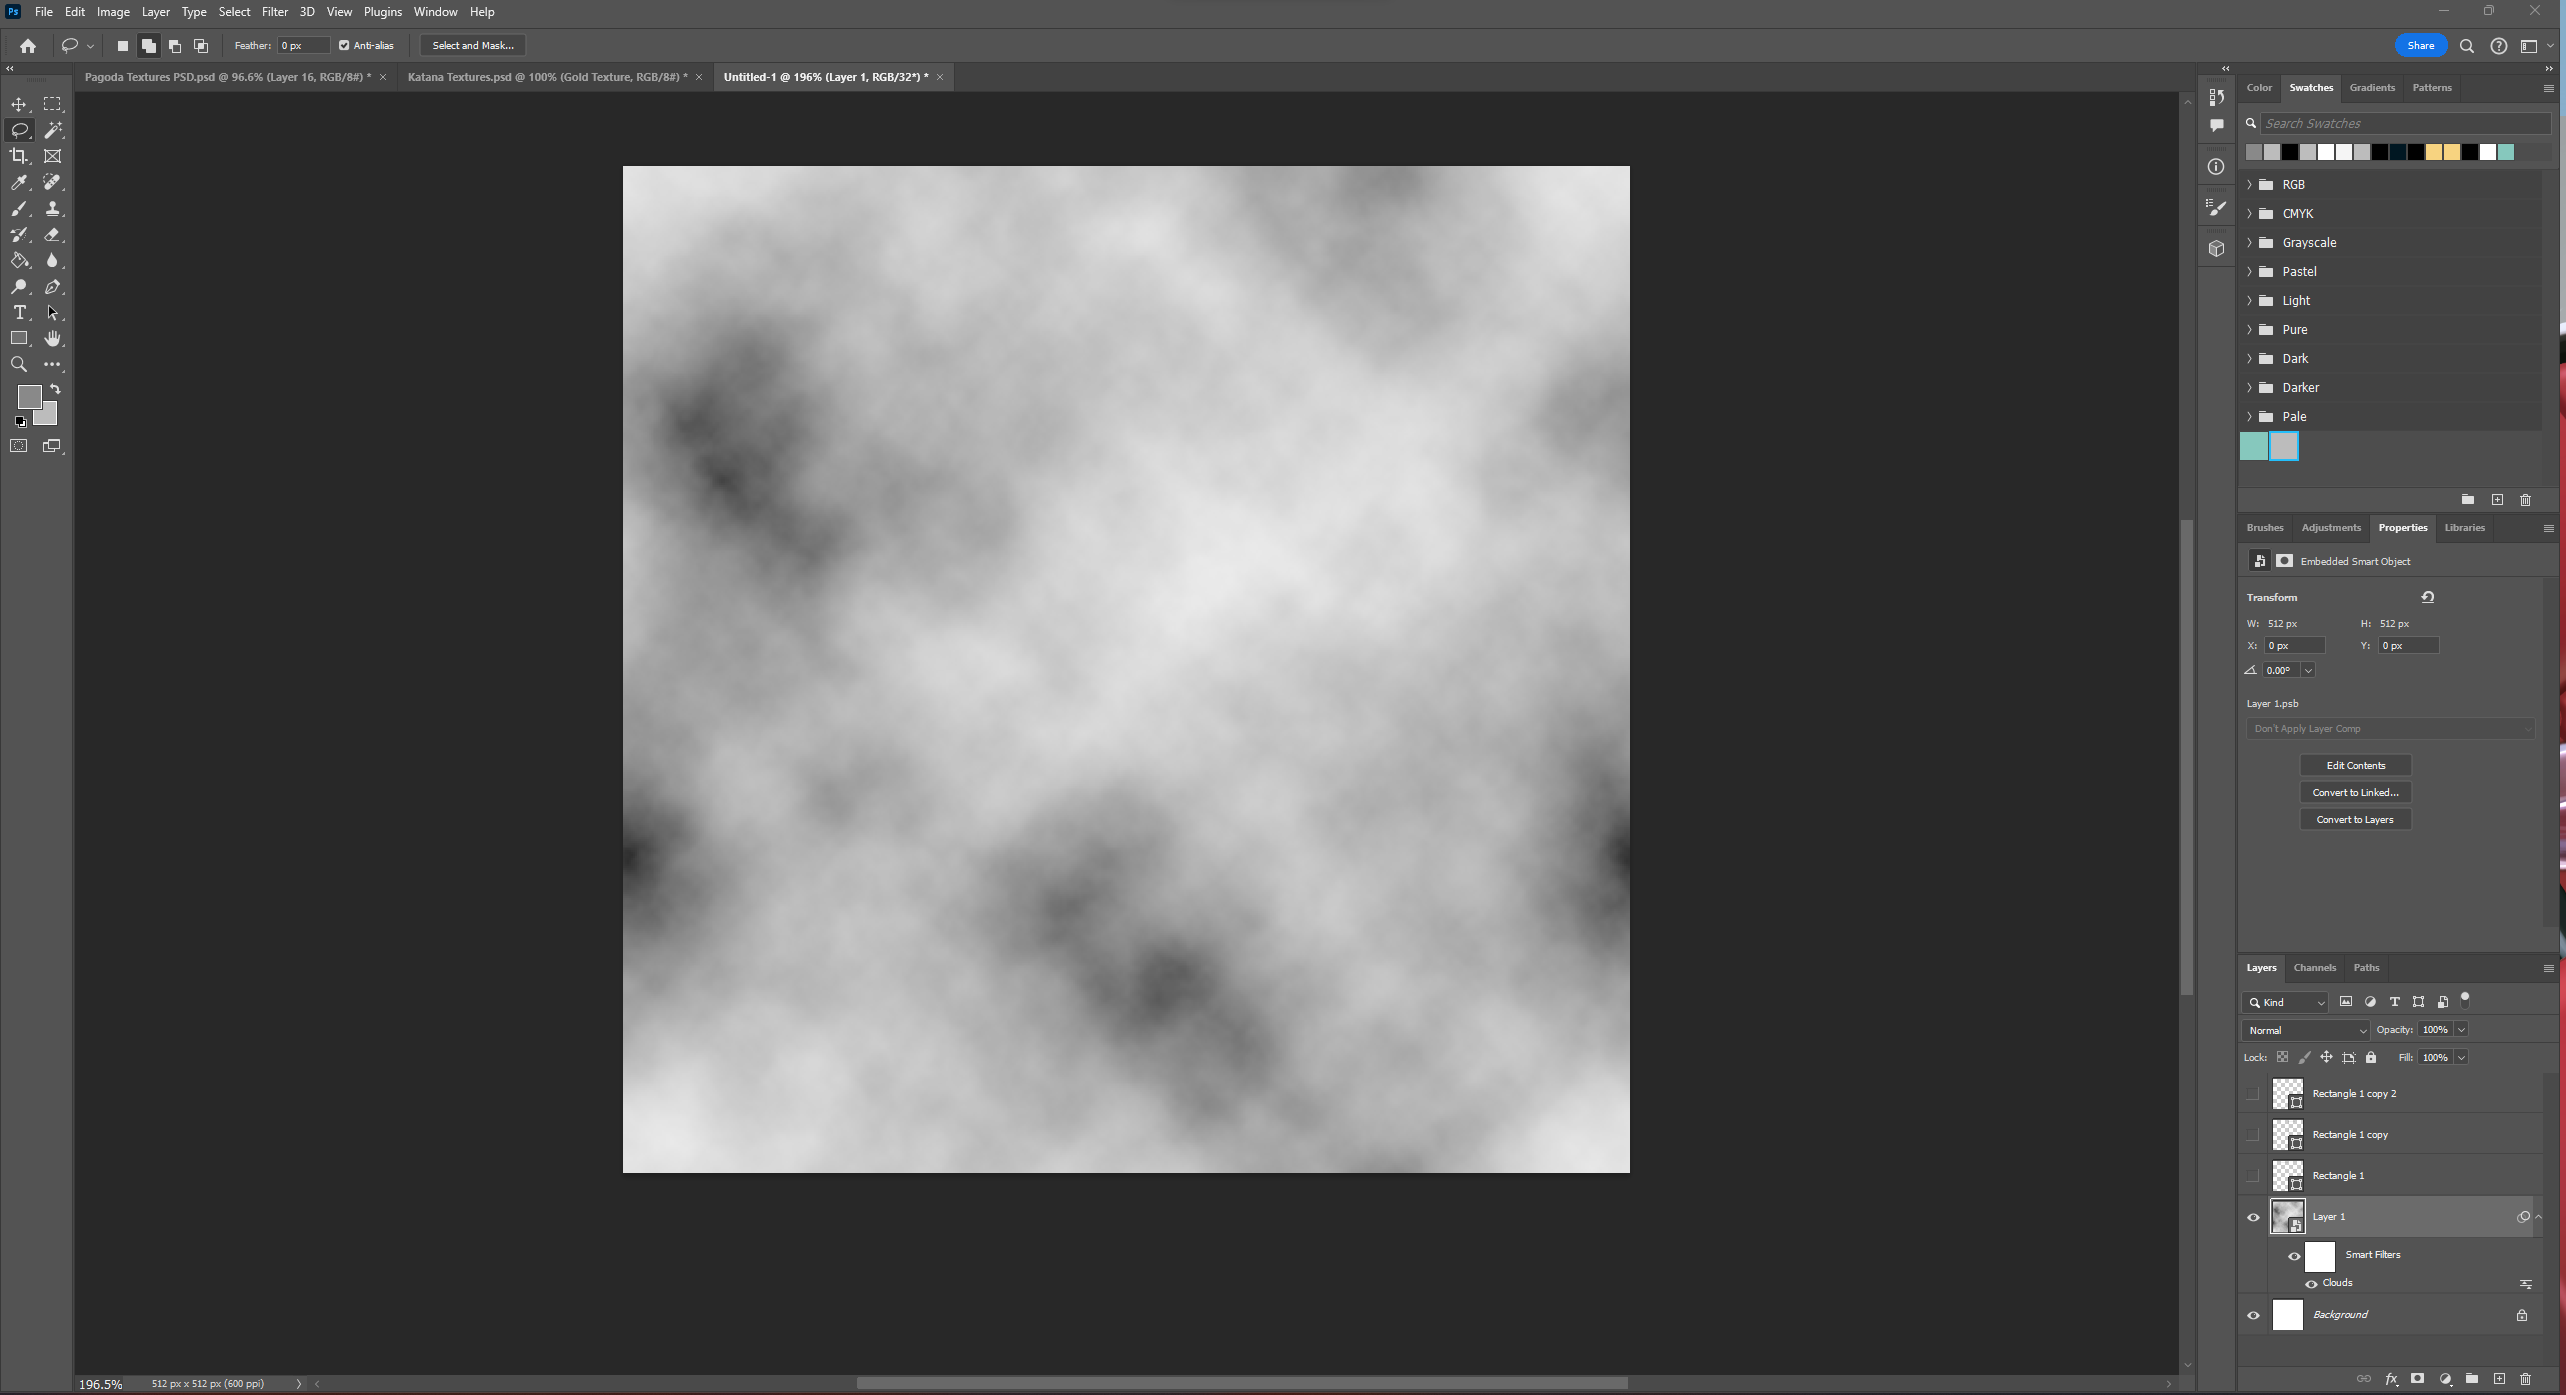 Ps File Edit Image Layer Type Select Filter 3D View Plugins Window Help
Feather: 0 px Anti-alias Select and Mask... Share
Pagoda Textures PSD.psd @ 96.6% (Layer 16, RGB/8#) * Katana Textures.psd @ 100% (Gold Texture, RGB/8#) * Untitled-1 @ 196% (Layer 1, RGB/32*) *
Color Swatches Gradients Patterns
Search Swatches
RGB
CMYK
Grayscale
Pastel
Light
Pure
Dark
Darker
Pale
Brushes Adjustments Properties Libraries
Embedded Smart Object
Transform
W: 512 px H: 512 px
X: 0 px Y: 0 px
0.00°
Layer 1.psb
Don't Apply Layer Comp
Edit Contents
Convert to Linked...
Convert to Layers
Layers Channels Paths
Kind
Normal Opacity: 100%
Lock: Fill: 100%
Rectangle 1 copy 2
Rectangle 1 copy
Rectangle 1
Layer 1
Smart Filters
Clouds
Background
fx
196.5% 512 px x 512 px (600 ppi)